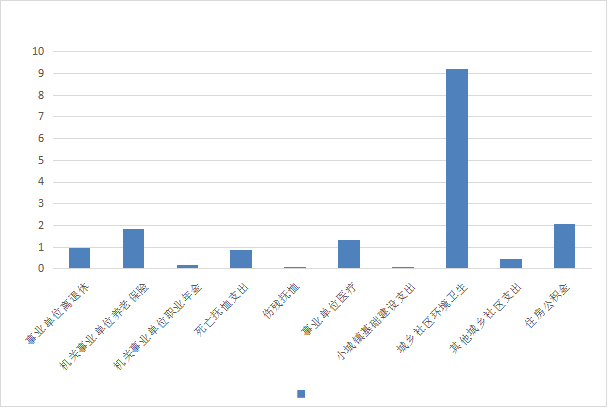 10
9
8
7
6
5
4
3
2
1
0
事业单位离退休
机关事业单位养老保险
机关事业单位职业年金
死亡抚恤支出
伤残抚恤
事业单位医疗
小城镇基础建设支出
城乡社区环境卫生
其他城乡社区支出
住房公积金